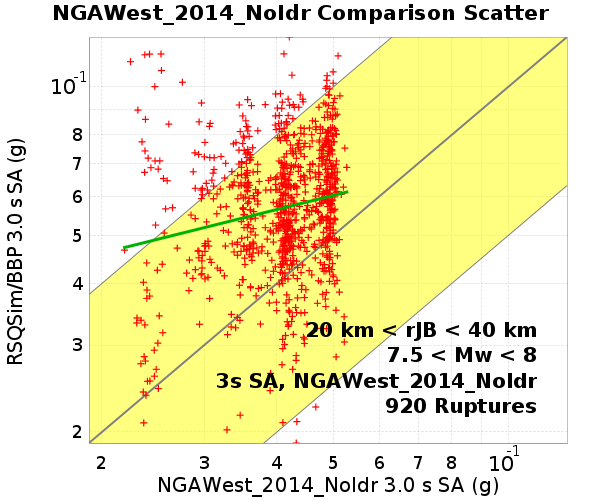 NGAWest_2014_NoIdr Comparison Scatter
RSQSim/BBP 3.0 s SA (g)
10⁻¹
8
7
6
5
4
3
2
20 km < rJB < 40 km
7.5 < Mw < 8
3s SA, NGAWest_2014_NoIdr
920 Ruptures
2 3 4 5 6 7 8 10⁻¹
NGAWest_2014_NoIdr 3.0 s SA (g)